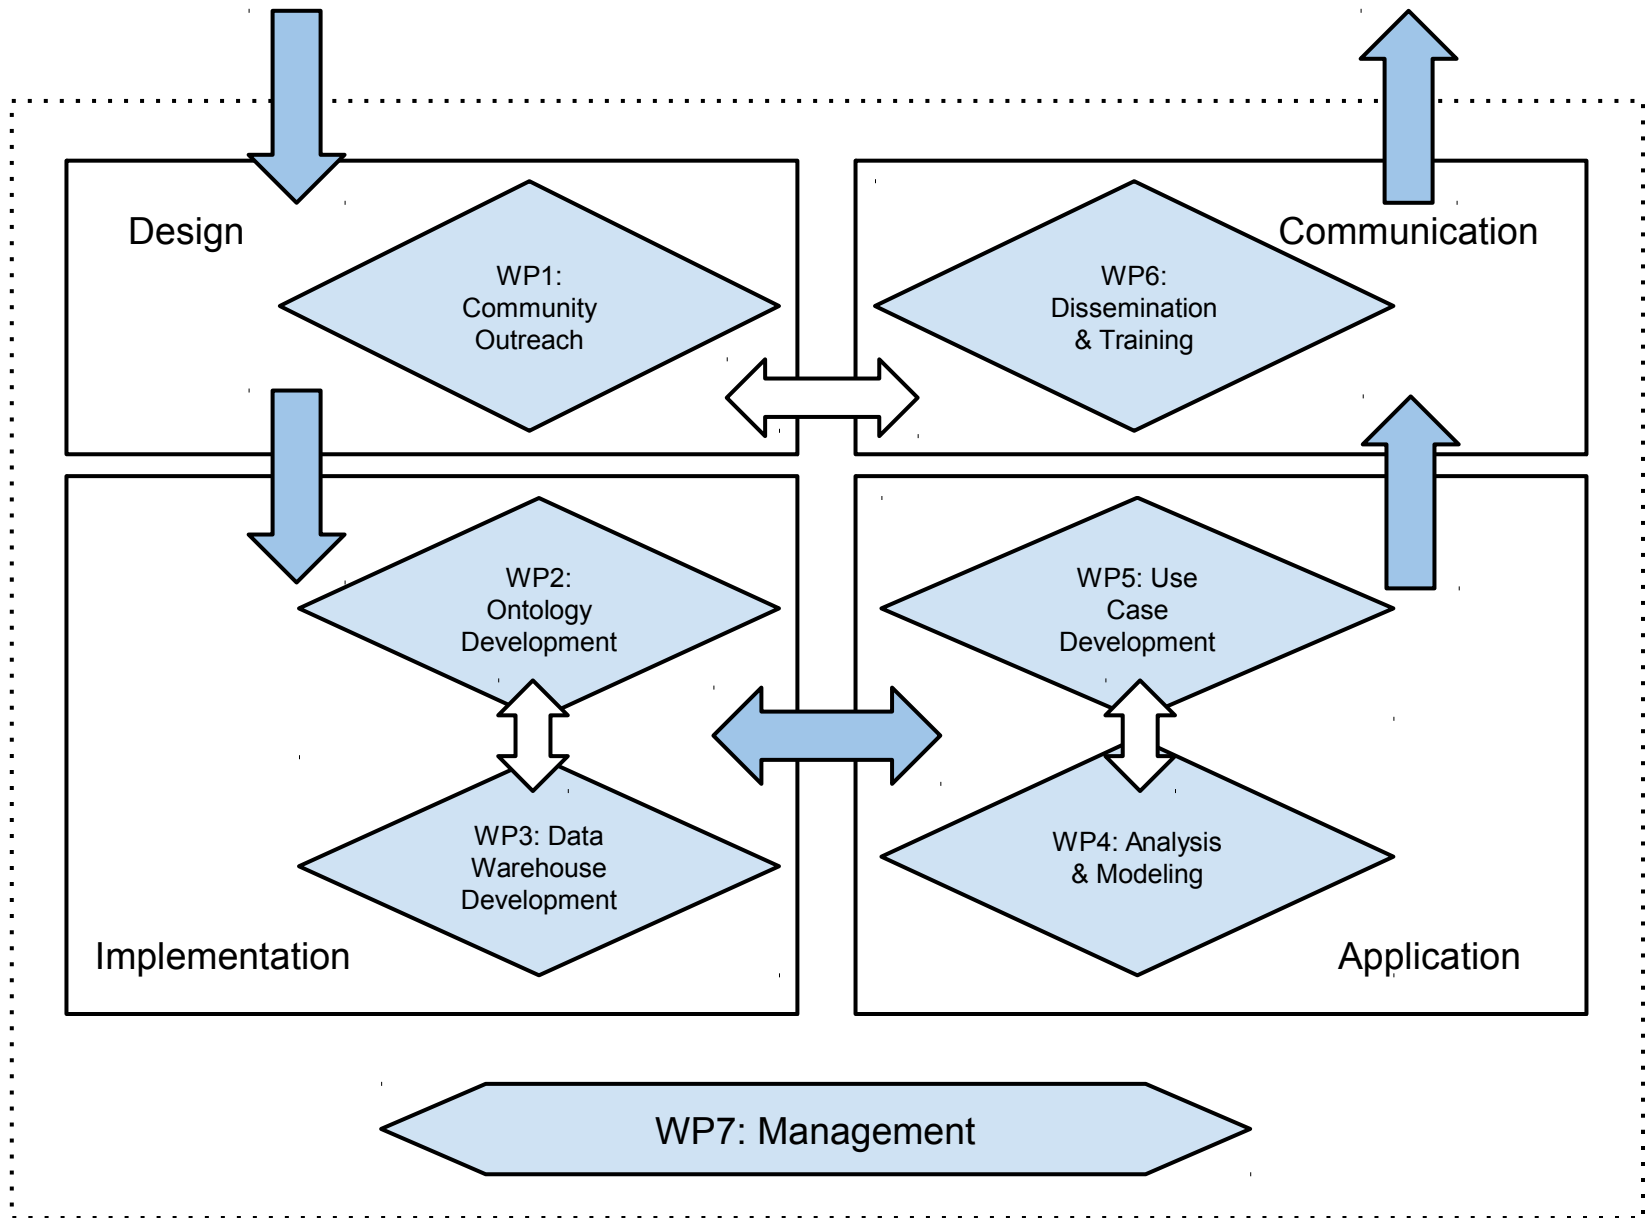 Design
WP1:
Community
Outreach
WP6:
Dissemination
& Training
Communication
WP2:
Ontology
Development
WP5: Use
Case
Development
WP3: Data
Warehouse
Development
WP4: Analysis
& Modeling
Implementation
Application
WP7: Management